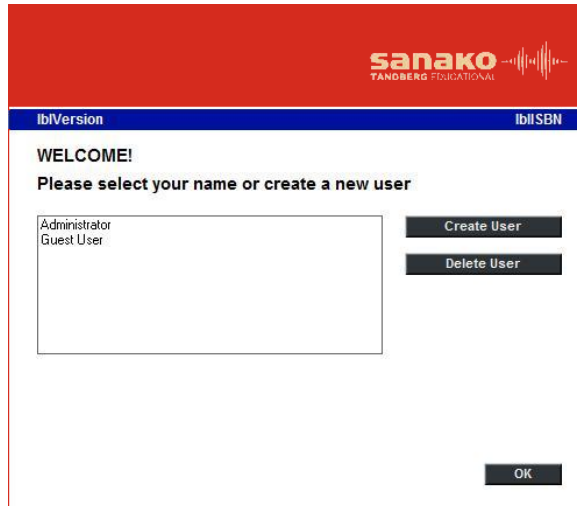 sanako
TANDBERG EDUCATIONAL
lblVersion lblISBN
WELCOME!
Please select your name or create a new user
Administrator
Guest User
Create User
Delete User
OK